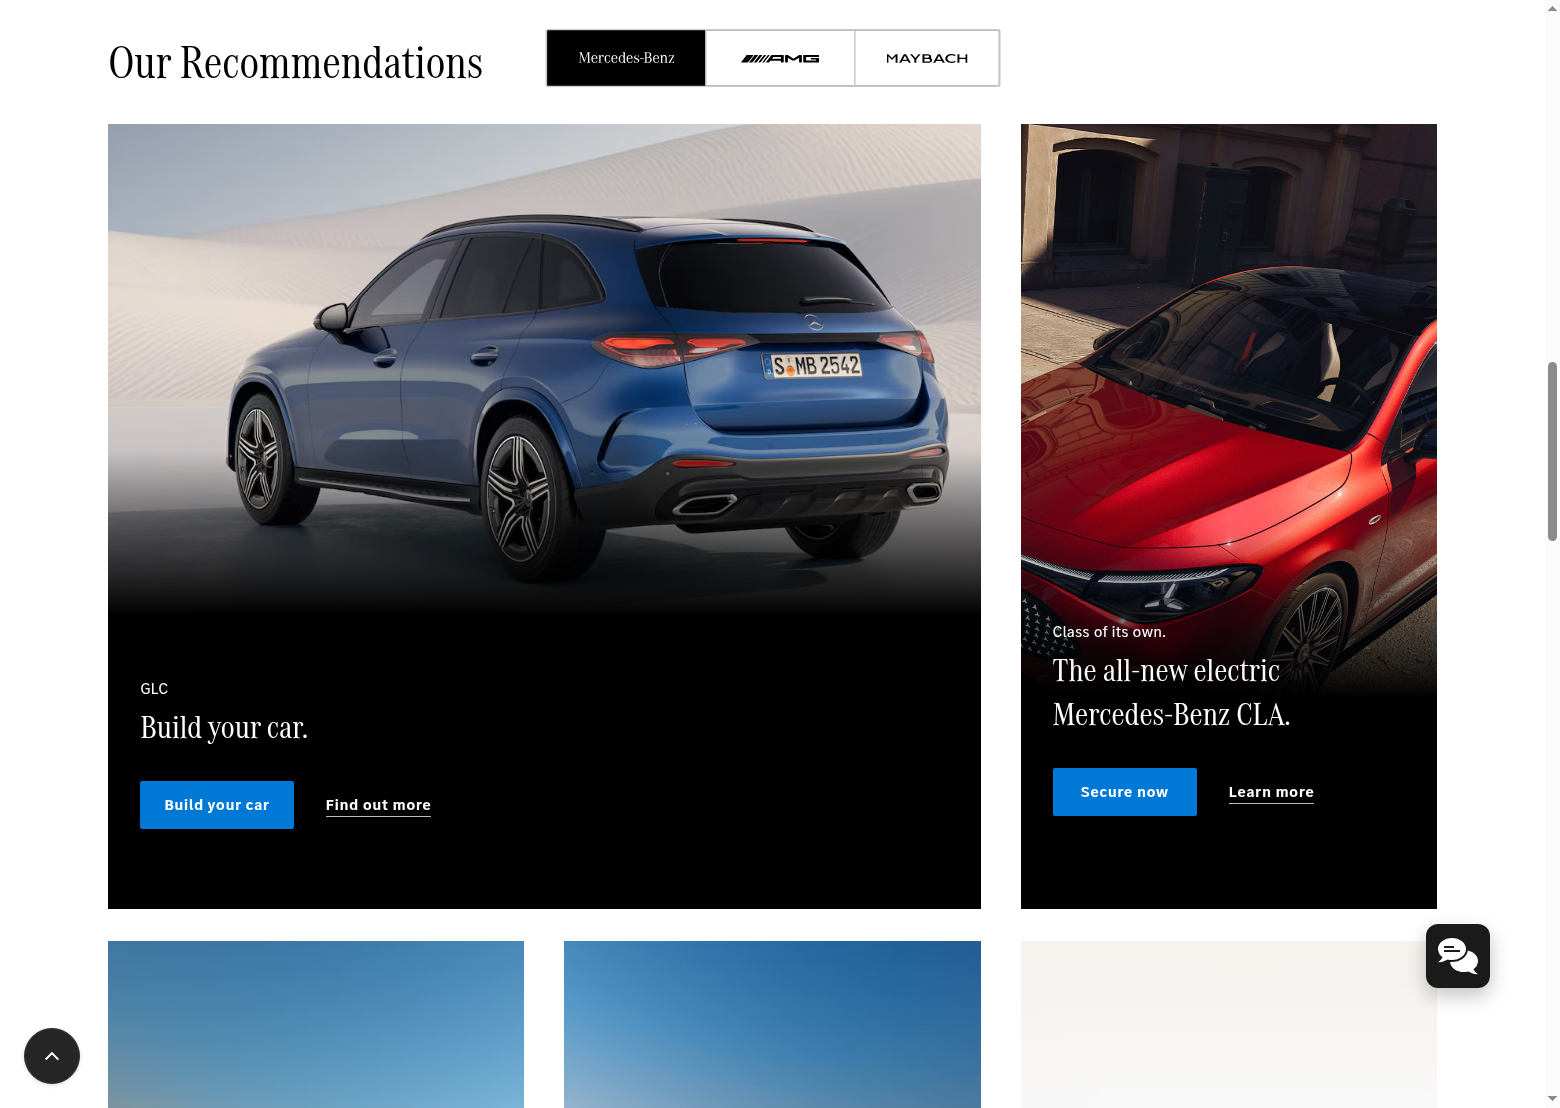 Our Recommendations
Mercedes-Benz
AMG
MAYBACH
S MB 2542
GLC
Build your car.
Build your car
Find out more
Class of its own.
The all-new electric
Mercedes-Benz CLA.
Secure now
Learn more